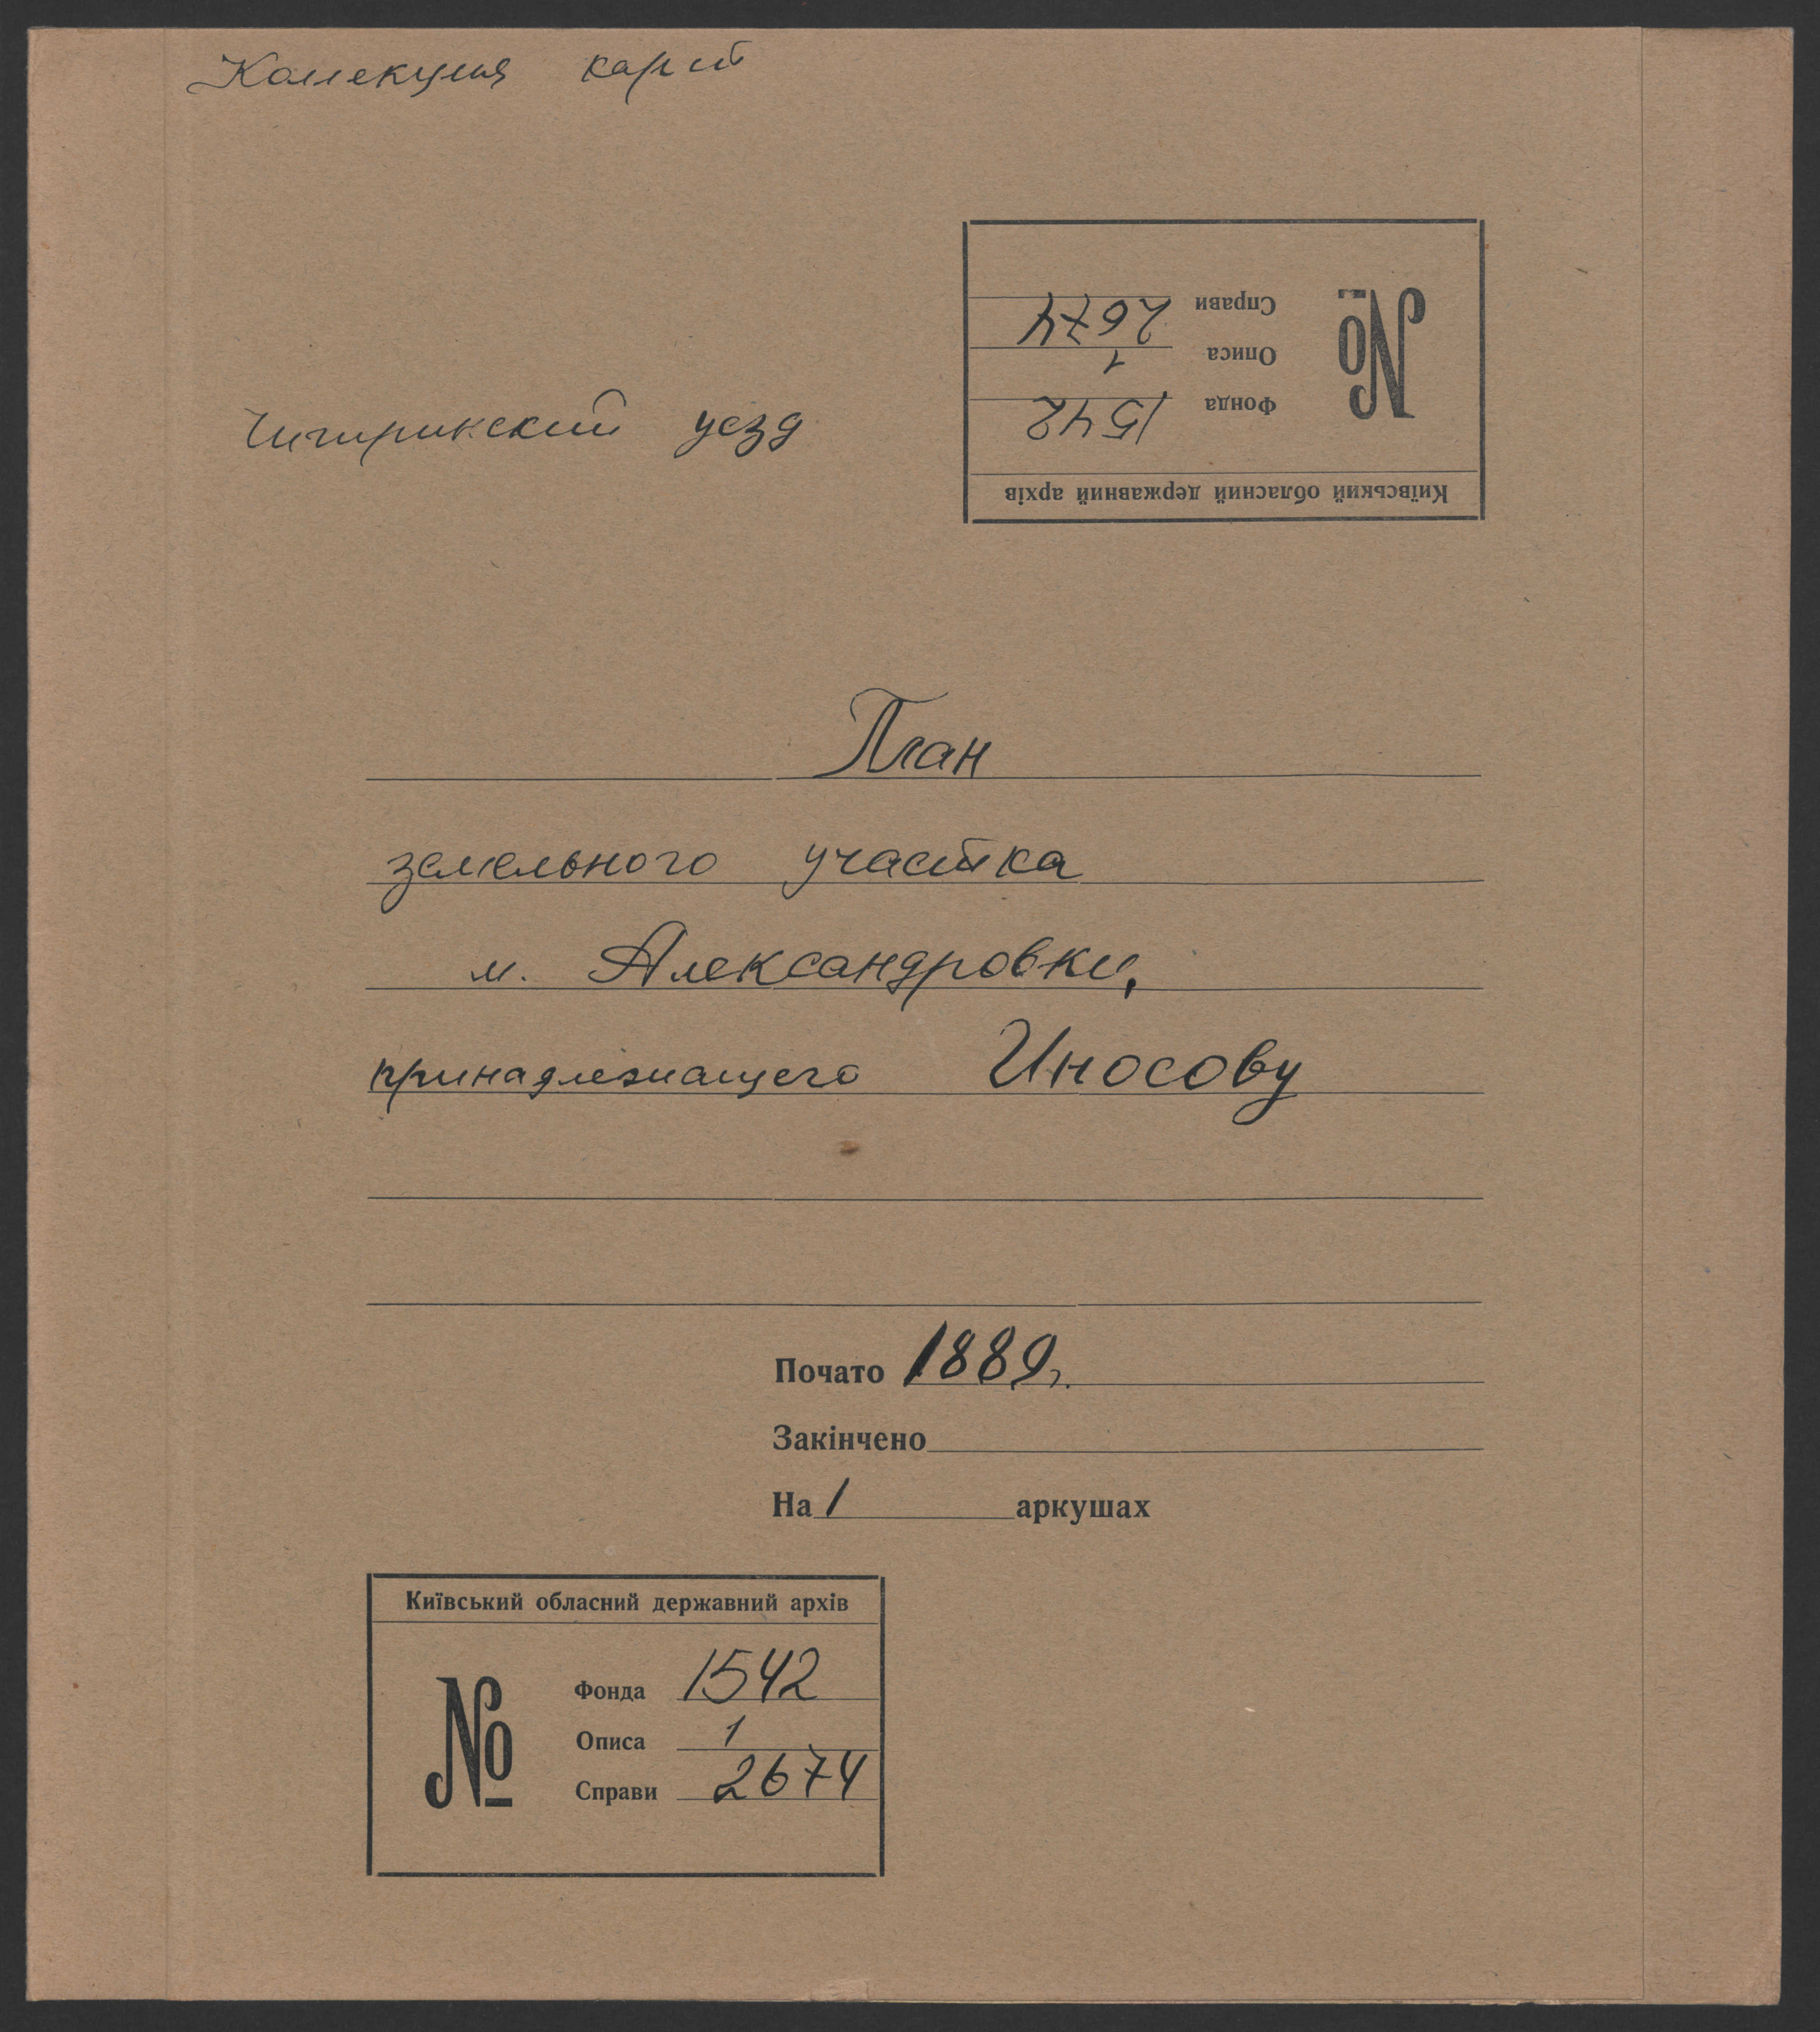 Коллекция карт
Справи 2674
Описа 1
Фонда 1542
№
Київський обласний державний архів
Чигиринский уезд
План
земельного участка
м. Александровки,
принадлежащего Иносову
Почато 1889г.
Закінчено
На 1 аркушах
Київський обласний державний архів
№
Фонда 1542
Описа 1
Справи 2674